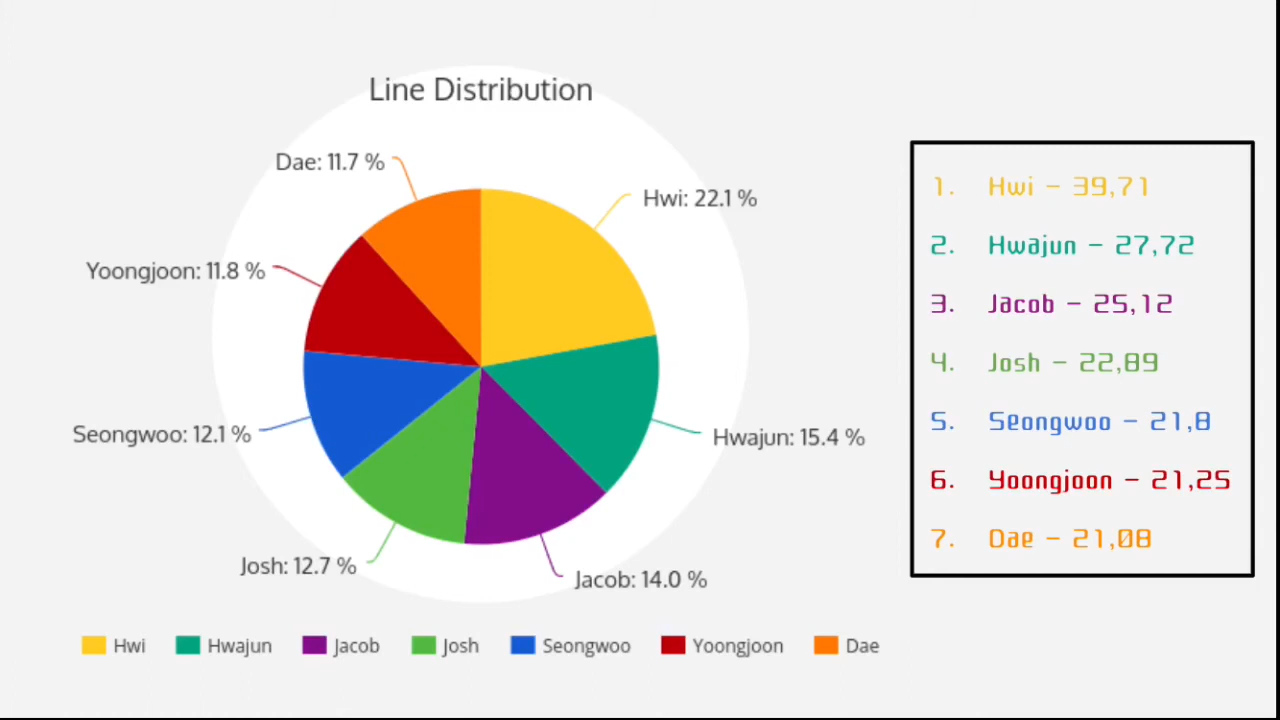 Line Distribution
Dae: 11.7 %
Hwi: 22.1 %
Yoongjoon: 11.8 %
Seongwoo: 12.1 %
Hwajun: 15.4 %
Josh: 12.7 %
Jacob: 14.0 %
Hwi Hwajun Jacob Josh Seongwoo Yoongjoon Dae
1. Hwi – 39,71
2. Hwajun – 27,72
3. Jacob – 25,12
4. Josh – 22,89
5. Seongwoo – 21,8
6. Yoongjoon – 21,25
7. Dae – 21,08